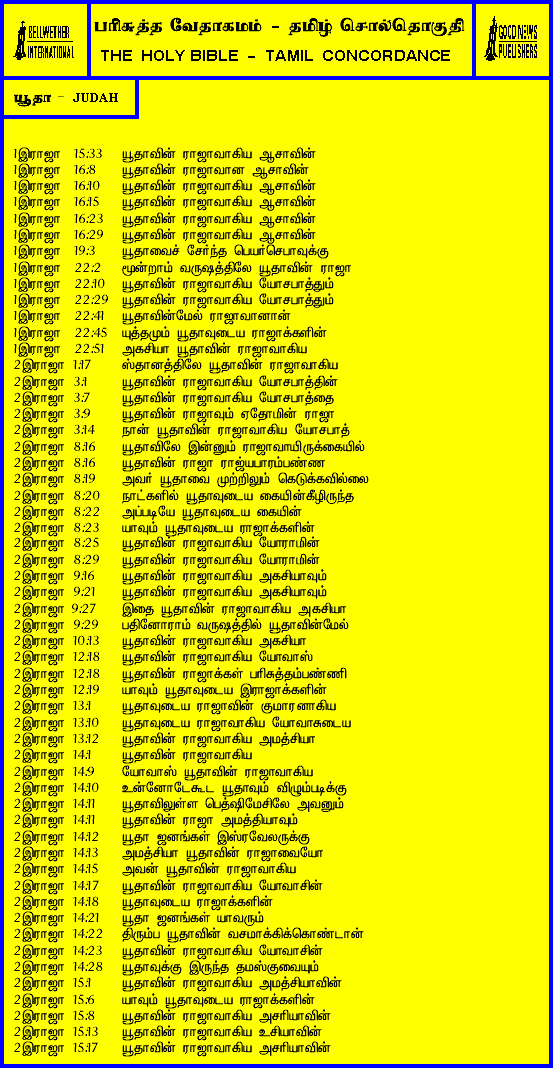 BELLWETHER
INTERNATIONAL
பரிசுத்த வேதாகமம் - தமிழ் சொல்தொகுதி
THE HOLY BIBLE - TAMIL CONCORDANCE
GOOD NEWS
PUBLISHERS
யூதா - JUDAH
1இராஜா 15:33 யூதாவின் ராஜாவாகிய ஆசாவின்
1இராஜா 16:8 யூதாவின் ராஜாவான ஆசாவின்
1இராஜா 16:10 யூதாவின் ராஜாவாகிய ஆசாவின்
1இராஜா 16:15 யூதாவின் ராஜாவாகிய ஆசாவின்
1இராஜா 16:23 யூதாவின் ராஜாவாகிய ஆசாவின்
1இராஜா 16:29 யூதாவின் ராஜாவாகிய ஆசாவின்
1இராஜா 19:3 யூதாவைச் சேர்ந்த பெயர்செபாவுக்கு
1இராஜா 22:2 மூன்றாம் வருஷத்திலே யூதாவின் ராஜா
1இராஜா 22:10 யூதாவின் ராஜாவாகிய யோசபாத்தும்
1இராஜா 22:29 யூதாவின் ராஜாவாகிய யோசபாத்தும்
1இராஜா 22:41 யூதாவின்மேல் ராஜாவானான்
1இராஜா 22:45 யுத்தமும் யூதாவுடைய ராஜாக்களின்
1இராஜா 22:51 அகசியா யூதாவின் ராஜாவாகிய
2இராஜா 1:17 ஸ்தானத்திலே யூதாவின் ராஜாவாகிய
2இராஜா 3:1 யூதாவின் ராஜாவாகிய யோசபாத்தின்
2இராஜா 3:7 யூதாவின் ராஜாவாகிய யோசபாத்தை
2இராஜா 3:9 யூதாவின் ராஜாவும் ஏதோமின் ராஜா
2இராஜா 3:14 நான் யூதாவின் ராஜாவாகிய யோசபாத்
2இராஜா 8:16 யூதாவிலே இன்னும் ராஜாவாயிருக்கையில்
2இராஜா 8:16 யூதாவின் ராஜா ராஜ்யபாரம்பண்ண
2இராஜா 8:19 அவர் யூதாவை முற்றிலும் கெடுக்கவில்லை
2இராஜா 8:20 நாட்களில் யூதாவுடைய கையின்கீழிருந்த
2இராஜா 8:22 அப்படியே யூதாவுடைய கையின்
2இராஜா 8:23 யாவும் யூதாவுடைய ராஜாக்களின்
2இராஜா 8:25 யூதாவின் ராஜாவாகிய யோராமின்
2இராஜா 8:29 யூதாவின் ராஜாவாகிய யோராமின்
2இராஜா 9:16 யூதாவின் ராஜாவாகிய அகசியாவும்
2இராஜா 9:21 யூதாவின் ராஜாவாகிய அகசியாவும்
2இராஜா 9:27 இதை யூதாவின் ராஜாவாகிய அகசியா
2இராஜா 9:29 பதினோராம் வருஷத்தில் யூதாவின்மேல்
2இராஜா 10:13 யூதாவின் ராஜாவாகிய அகசியா
2இராஜா 12:18 யூதாவின் ராஜாவாகிய யோவாஸ்
2இராஜா 12:18 யூதாவின் ராஜாக்கள் பரிசுத்தம்பண்ணி
2இராஜா 12:19 யாவும் யூதாவுடைய இராஜாக்களின்
2இராஜா 13:1 யூதாவுடைய ராஜாவின் குமாரனாகிய
2இராஜா 13:10 யூதாவுடைய ராஜாவாகிய யோவாசுடைய
2இராஜா 13:12 யூதாவின் ராஜாவாகிய அமத்சியா
2இராஜா 14:1 யூதாவின் ராஜாவாகிய
2இராஜா 14:9 யோவாஸ் யூதாவின் ராஜாவாகிய
2இராஜா 14:10 உன்னோடேகூட யூதாவும் விழும்படிக்கு
2இராஜா 14:11 யூதாவிலுள்ள பெத்ஷிமேசிலே அவனும்
2இராஜா 14:11 யூதாவின் ராஜா அமத்தியாவும்
2இராஜா 14:12 யூதா ஜனங்கள் இஸ்ரவேலருக்கு
2இராஜா 14:13 அமத்சியா யூதாவின் ராஜாவையோ
2இராஜா 14:15 அவன் யூதாவின் ராஜாவாகிய
2இராஜா 14:17 யூதாவின் ராஜாவாகிய யோவாசின்
2இராஜா 14:18 யூதாவுடைய ராஜாக்களின்
2இராஜா 14:21 யூதா ஜனங்கள் யாவரும்
2இராஜா 14:22 திரும்ப யூதாவின் வசமாக்கிக்கொண்டான்
2இராஜா 14:23 யூதாவின் ராஜாவாகிய யோவாசின்
2இராஜா 14:28 யூதாவுக்கு இருந்த தமஸ்குவையும்
2இராஜா 15:1 யூதாவின் ராஜாவாகிய அமத்சியாவின்
2இராஜா 15:6 யாவும் யூதாவுடைய ராஜாக்களின்
2இராஜா 15:8 யூதாவின் ராஜாவாகிய அசரியாவின்
2இராஜா 15:13 யூதாவின் ராஜாவாகிய உசியாவின்
2இராஜா 15:17 யூதாவின் ராஜாவாகிய அசரியாவின்